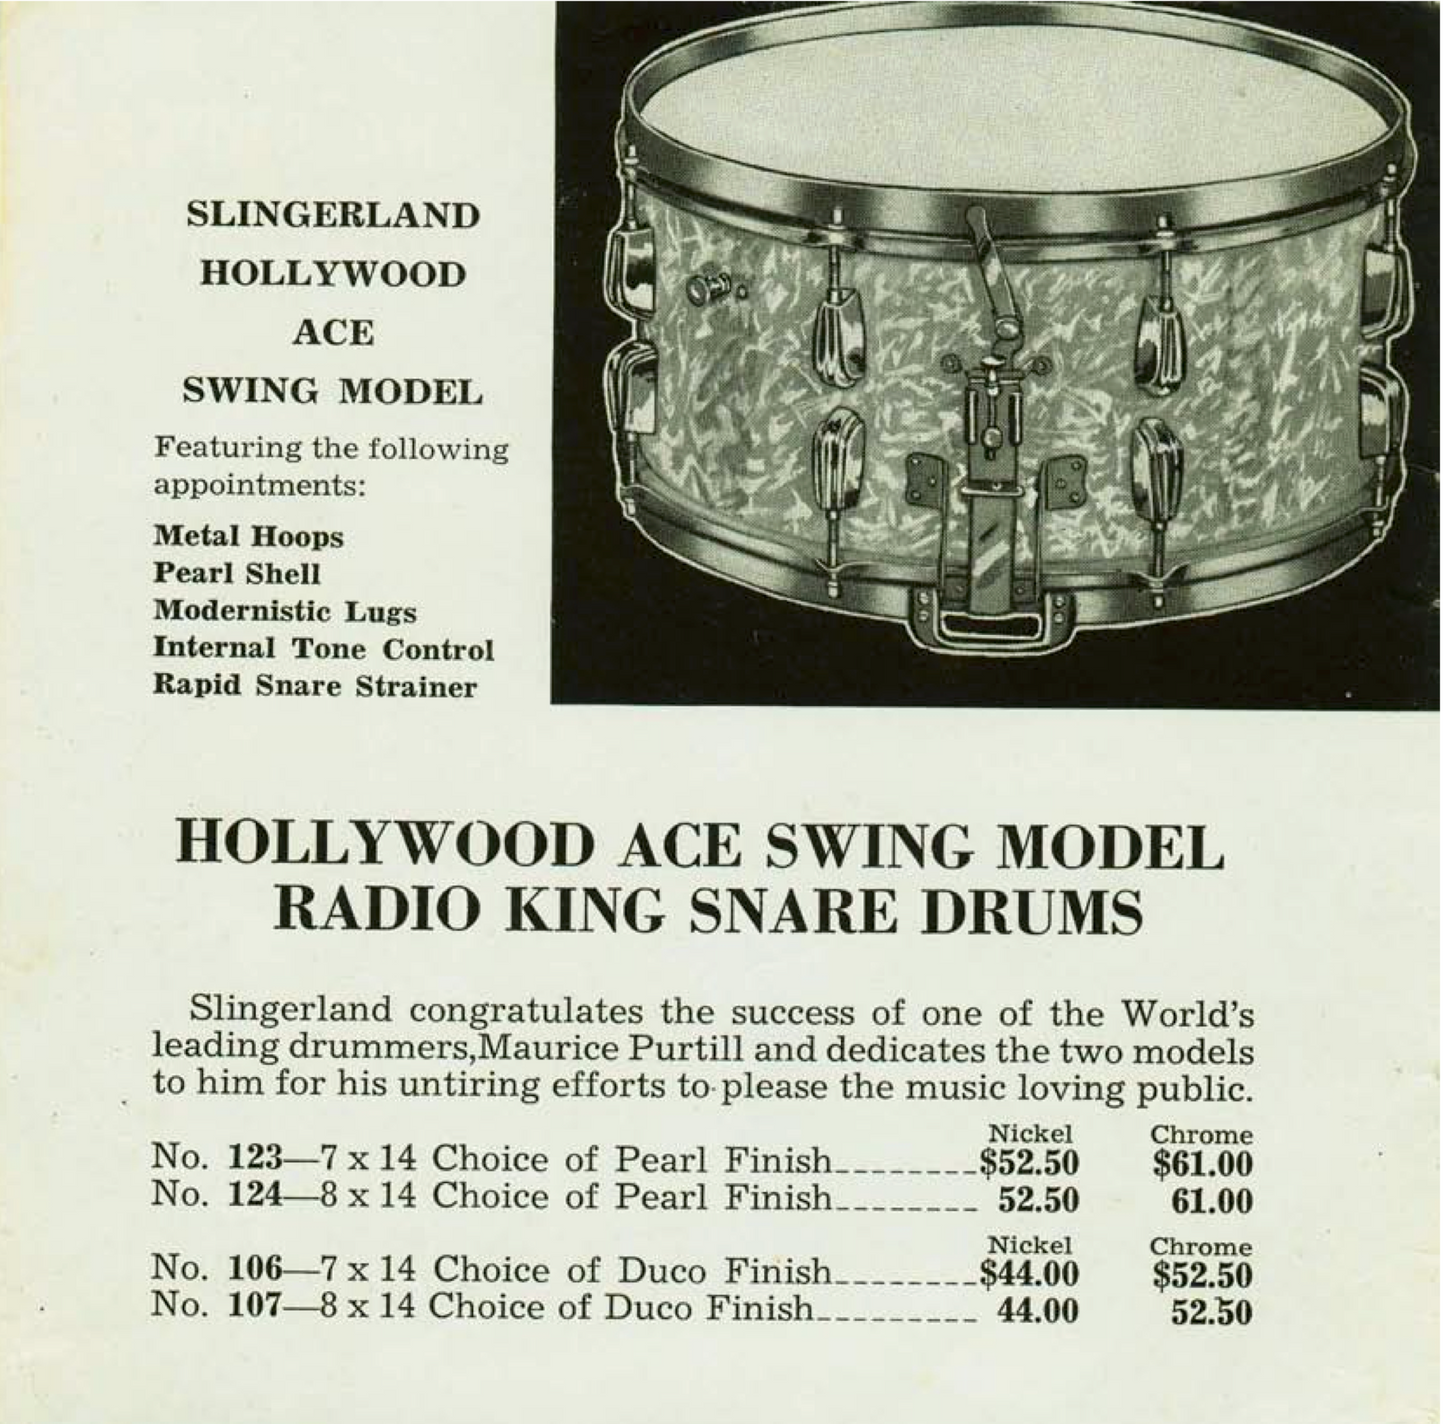 SLINGERLAND
HOLLYWOOD
ACE
SWING MODEL
Featuring the following
appointments:
Metal Hoops
Pearl Shell
Modernistic Lugs
Internal Tone Control
Rapid Snare Strainer
HOLLYWOOD ACE SWING MODEL
RADIO KING SNARE DRUMS
Slingerland congratulates the success of one of the World's
leading drummers,Maurice Purtill and dedicates the two models
to him for his untiring efforts to please the music loving public.
Nickel Chrome
No. 123—7 x 14 Choice of Pearl Finish_________$52.50 $61.00
No. 124—8 x 14 Choice of Pearl Finish________ 52.50 61.00
Nickel Chrome
No. 106—7 x 14 Choice of Duco Finish_________$44.00 $52.50
No. 107—8 x 14 Choice of Duco Finish_________ 44.00 52.50